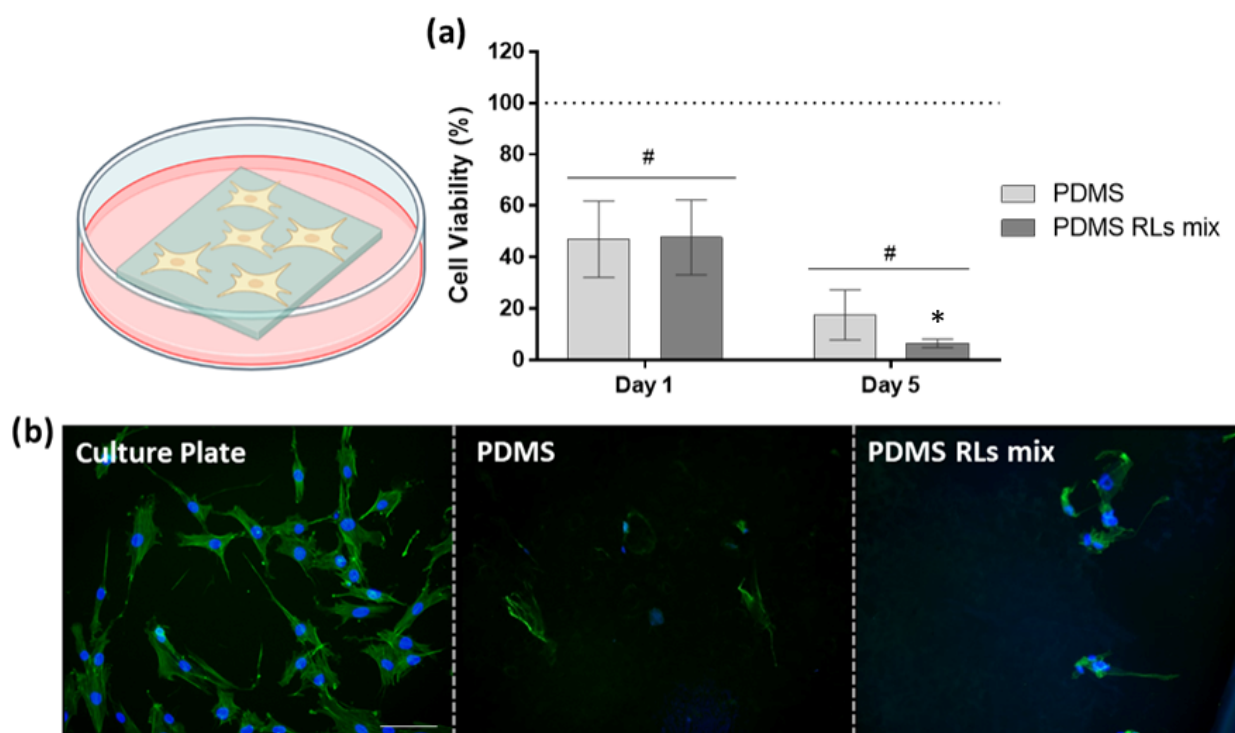 (a)
120
100
80
60
40
20
0
Cell Viability (%)
#
#
*
Day 1
Day 5
PDMS
PDMS RLs mix
(b)
Culture Plate
PDMS
PDMS RLs mix